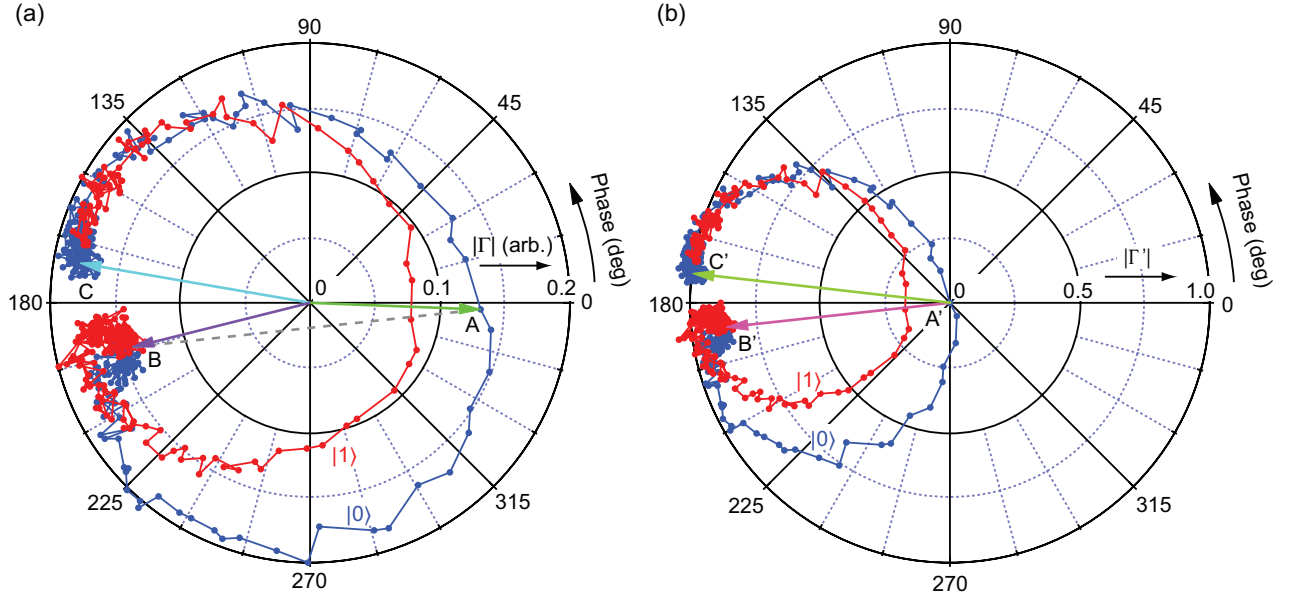 (a)
90
135
45
Phase (deg)
|Γ| (arb.)
0
0.1
0.2
0
180
C
A
B
|1⟩
|0⟩
225
315
270
(b)
90
135
45
Phase (deg)
|Γ'|
0
0.5
1.0
0
180
C'
A'
B'
|1⟩
|0⟩
225
315
270